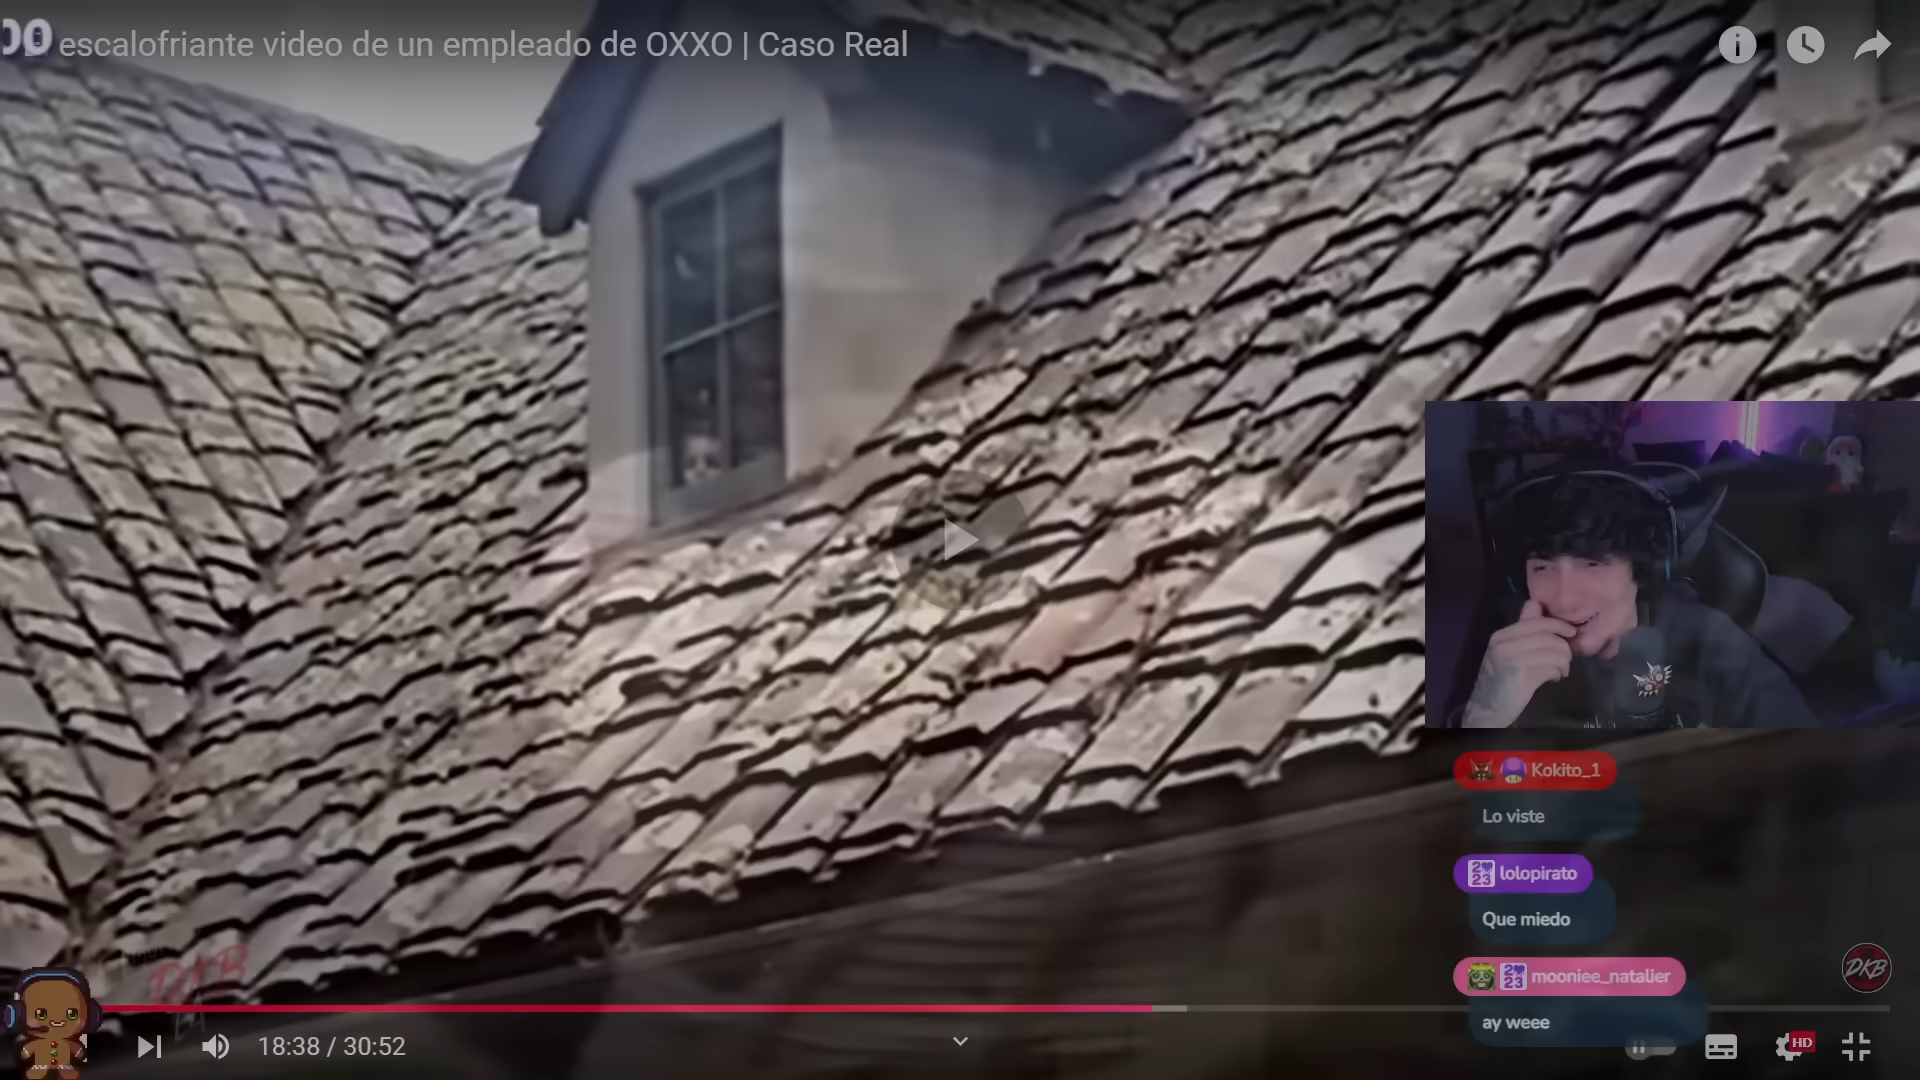 escalofriante video de un empleado de OXXO | Caso Real
Kokito_1
Lo viste
lolopirato
Que miedo
mooniee_natalier
ay weee
DKB
DKB
18:38 / 30:52
HD